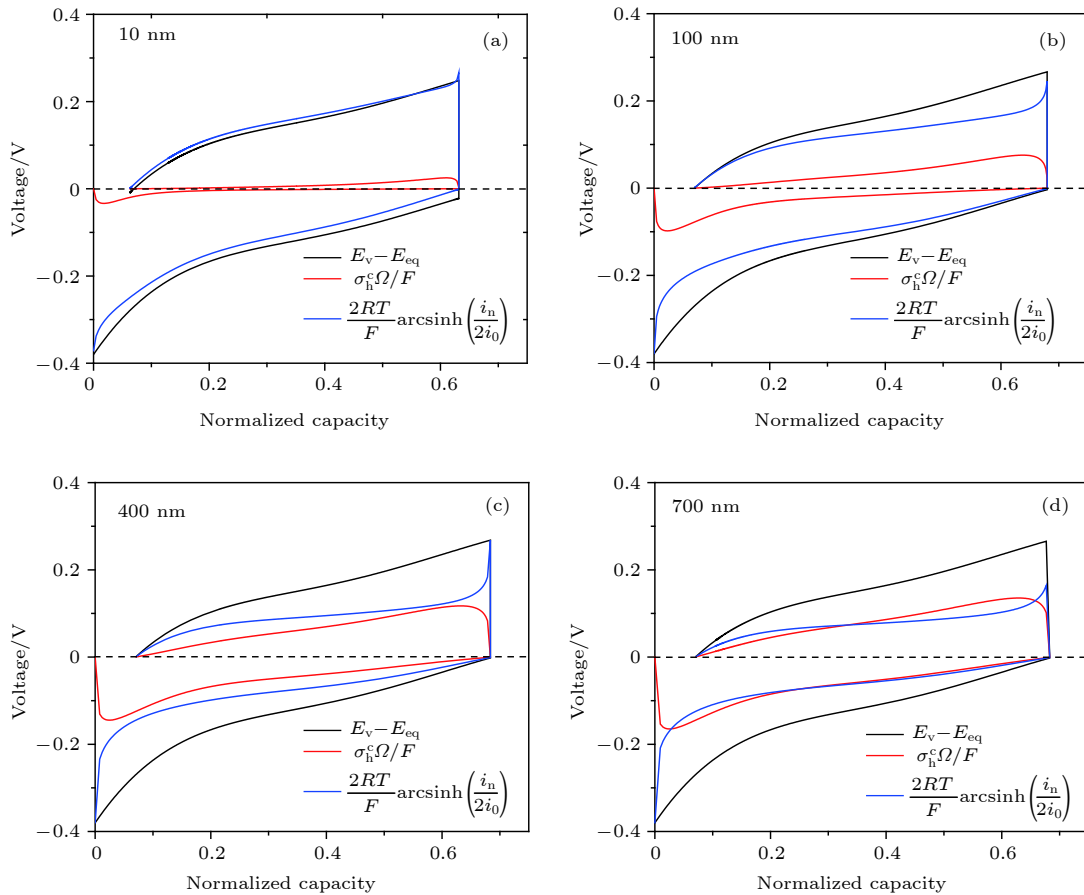 10 nm
(a)
0.4
0.2
0
−0.2
−0.4
Voltage/V
E_v−E_eq
σ_h^c Ω/F
2RT/F arcsinh(i_n/2i_0)
0
0.2
0.4
0.6
Normalized capacity
100 nm
(b)
0.4
0.2
0
−0.2
−0.4
Voltage/V
E_v−E_eq
σ_h^c Ω/F
2RT/F arcsinh(i_n/2i_0)
0
0.2
0.4
0.6
Normalized capacity
400 nm
(c)
0.4
0.2
0
−0.2
−0.4
Voltage/V
E_v−E_eq
σ_h^c Ω/F
2RT/F arcsinh(i_n/2i_0)
0
0.2
0.4
0.6
Normalized capacity
700 nm
(d)
0.4
0.2
0
−0.2
−0.4
Voltage/V
E_v−E_eq
σ_h^c Ω/F
2RT/F arcsinh(i_n/2i_0)
0
0.2
0.4
0.6
Normalized capacity